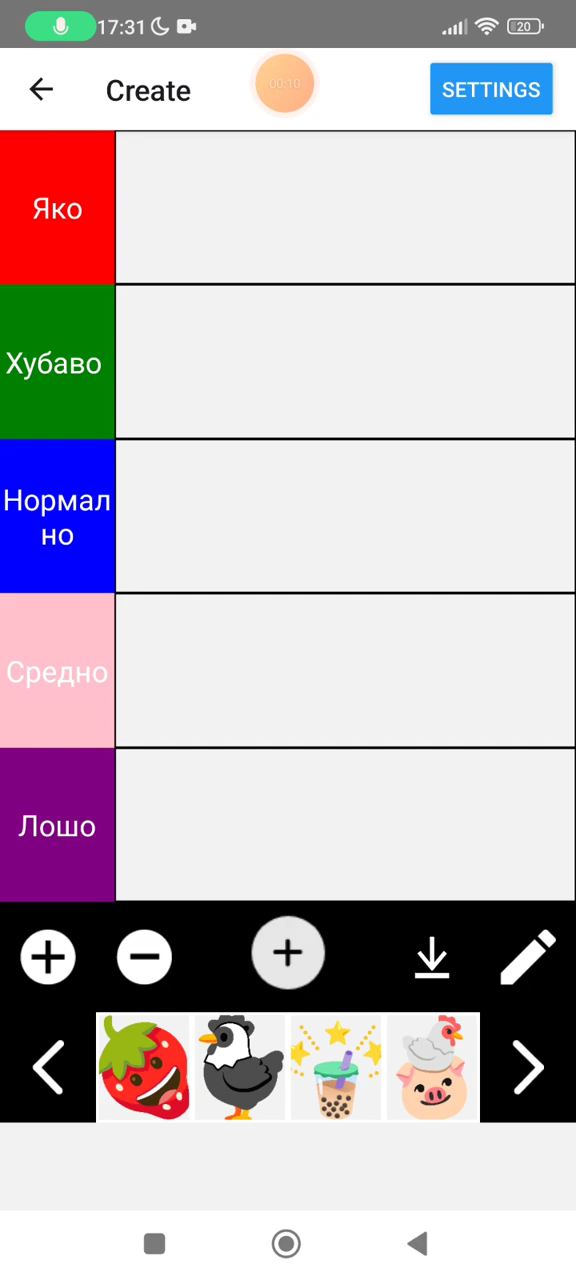 17:31
20
Create
00:10
SETTINGS
Яко
Хубаво
Нормал
но
Средно
Лошо